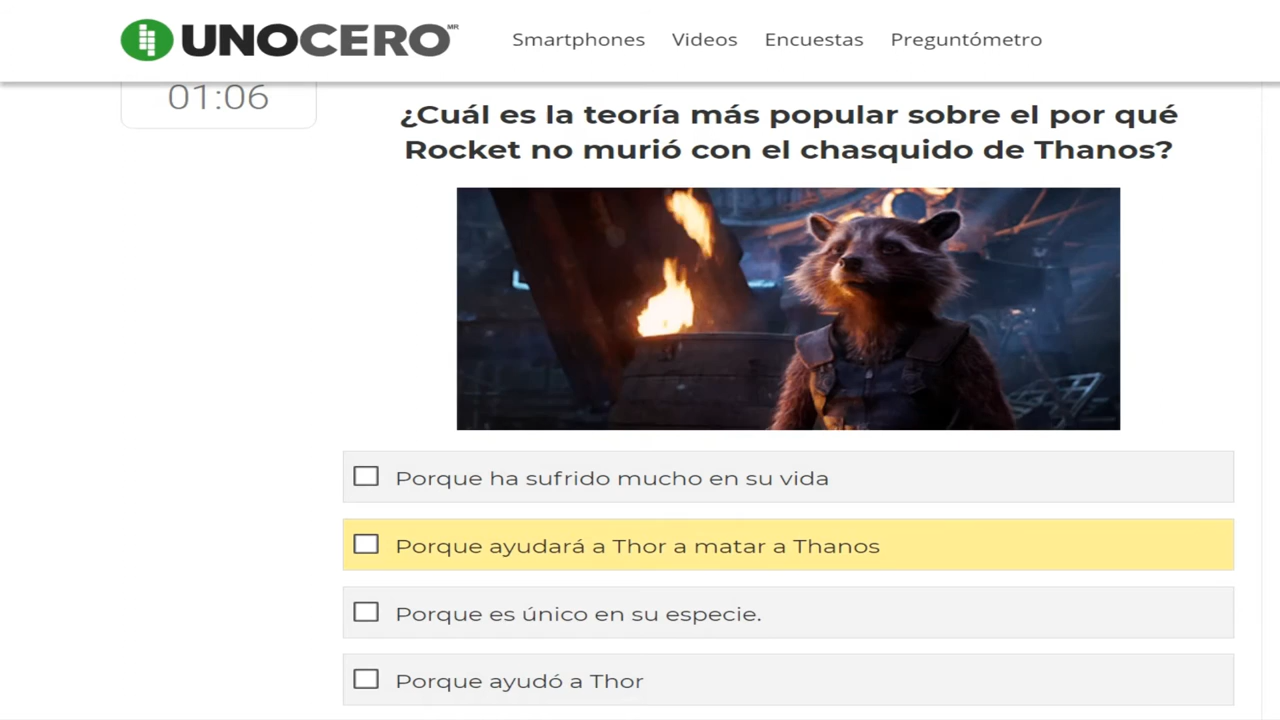 UNOCERO MR
Smartphones Videos Encuestas Preguntómetro
01:06
¿Cuál es la teoría más popular sobre el por qué
Rocket no murió con el chasquido de Thanos?
Porque ha sufrido mucho en su vida
Porque ayudará a Thor a matar a Thanos
Porque es único en su especie.
Porque ayudó a Thor